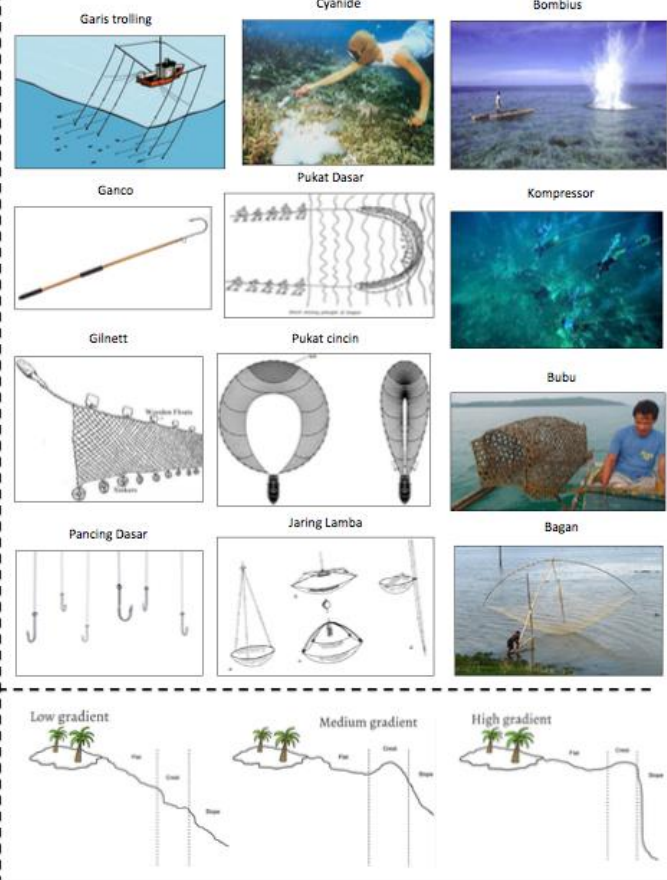 Garis trolling
Cyanide
Bombius
Ganco
Pukat Dasar
Kompressor
Gilnett
Pukat cincin
Bubu
Wooden Floats
Sinkers
Pancing Dasar
Jaring Lamba
Bagan
Low gradient
Medium gradient
High gradient
Flat
Crest
Slope
Flat
Crest
Slope
Flat
Crest
Slope